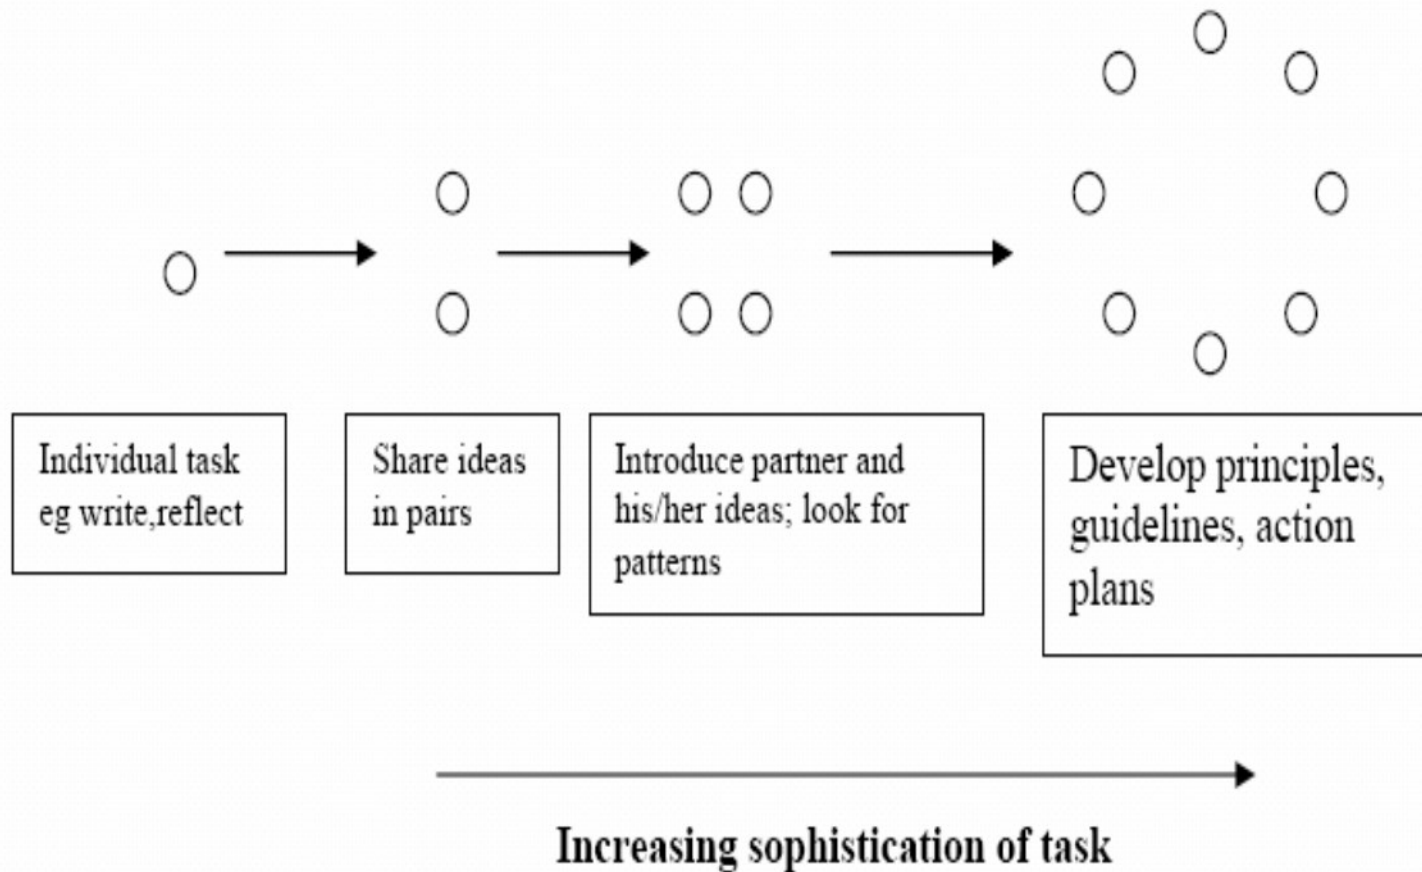 Individual task
eg write,reflect
Share ideas
in pairs
Introduce partner and
his/her ideas; look for
patterns
Develop principles,
guidelines, action
plans
Increasing sophistication of task